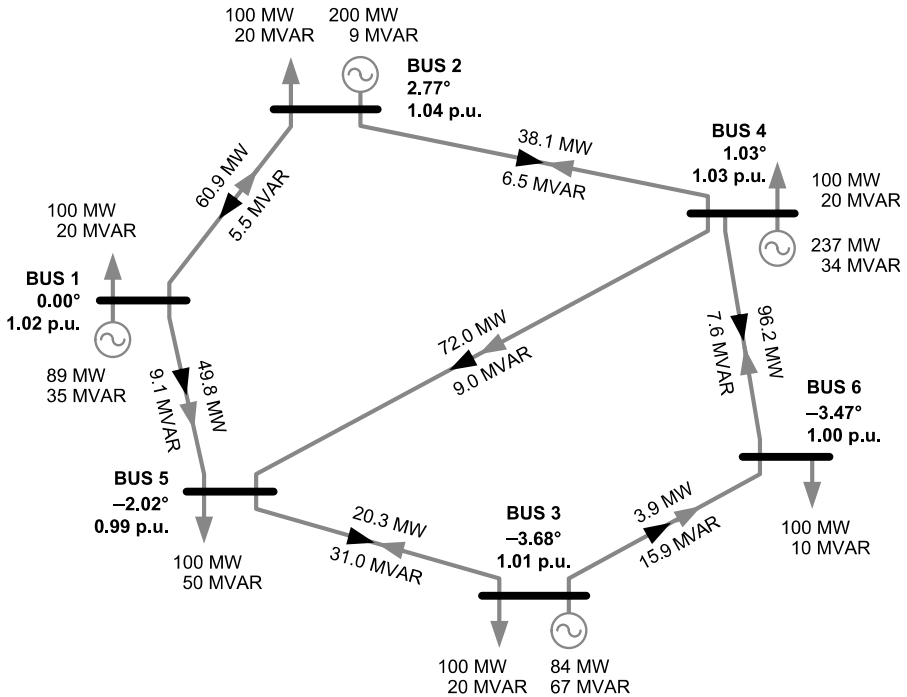 100 MW
20 MVAR
200 MW
9 MVAR
BUS 2
2.77°
1.04 p.u.
38.1 MW
6.5 MVAR
BUS 4
1.03°
1.03 p.u.
100 MW
20 MVAR
237 MW
34 MVAR
60.9 MW
5.5 MVAR
100 MW
20 MVAR
BUS 1
0.00°
1.02 p.u.
89 MW
35 MVAR
49.8 MW
9.1 MVAR
72.0 MW
9.0 MVAR
96.2 MW
7.6 MVAR
BUS 6
–3.47°
1.00 p.u.
100 MW
10 MVAR
BUS 5
–2.02°
0.99 p.u.
100 MW
50 MVAR
20.3 MW
31.0 MVAR
BUS 3
–3.68°
1.01 p.u.
3.9 MW
15.9 MVAR
100 MW
20 MVAR
84 MW
67 MVAR